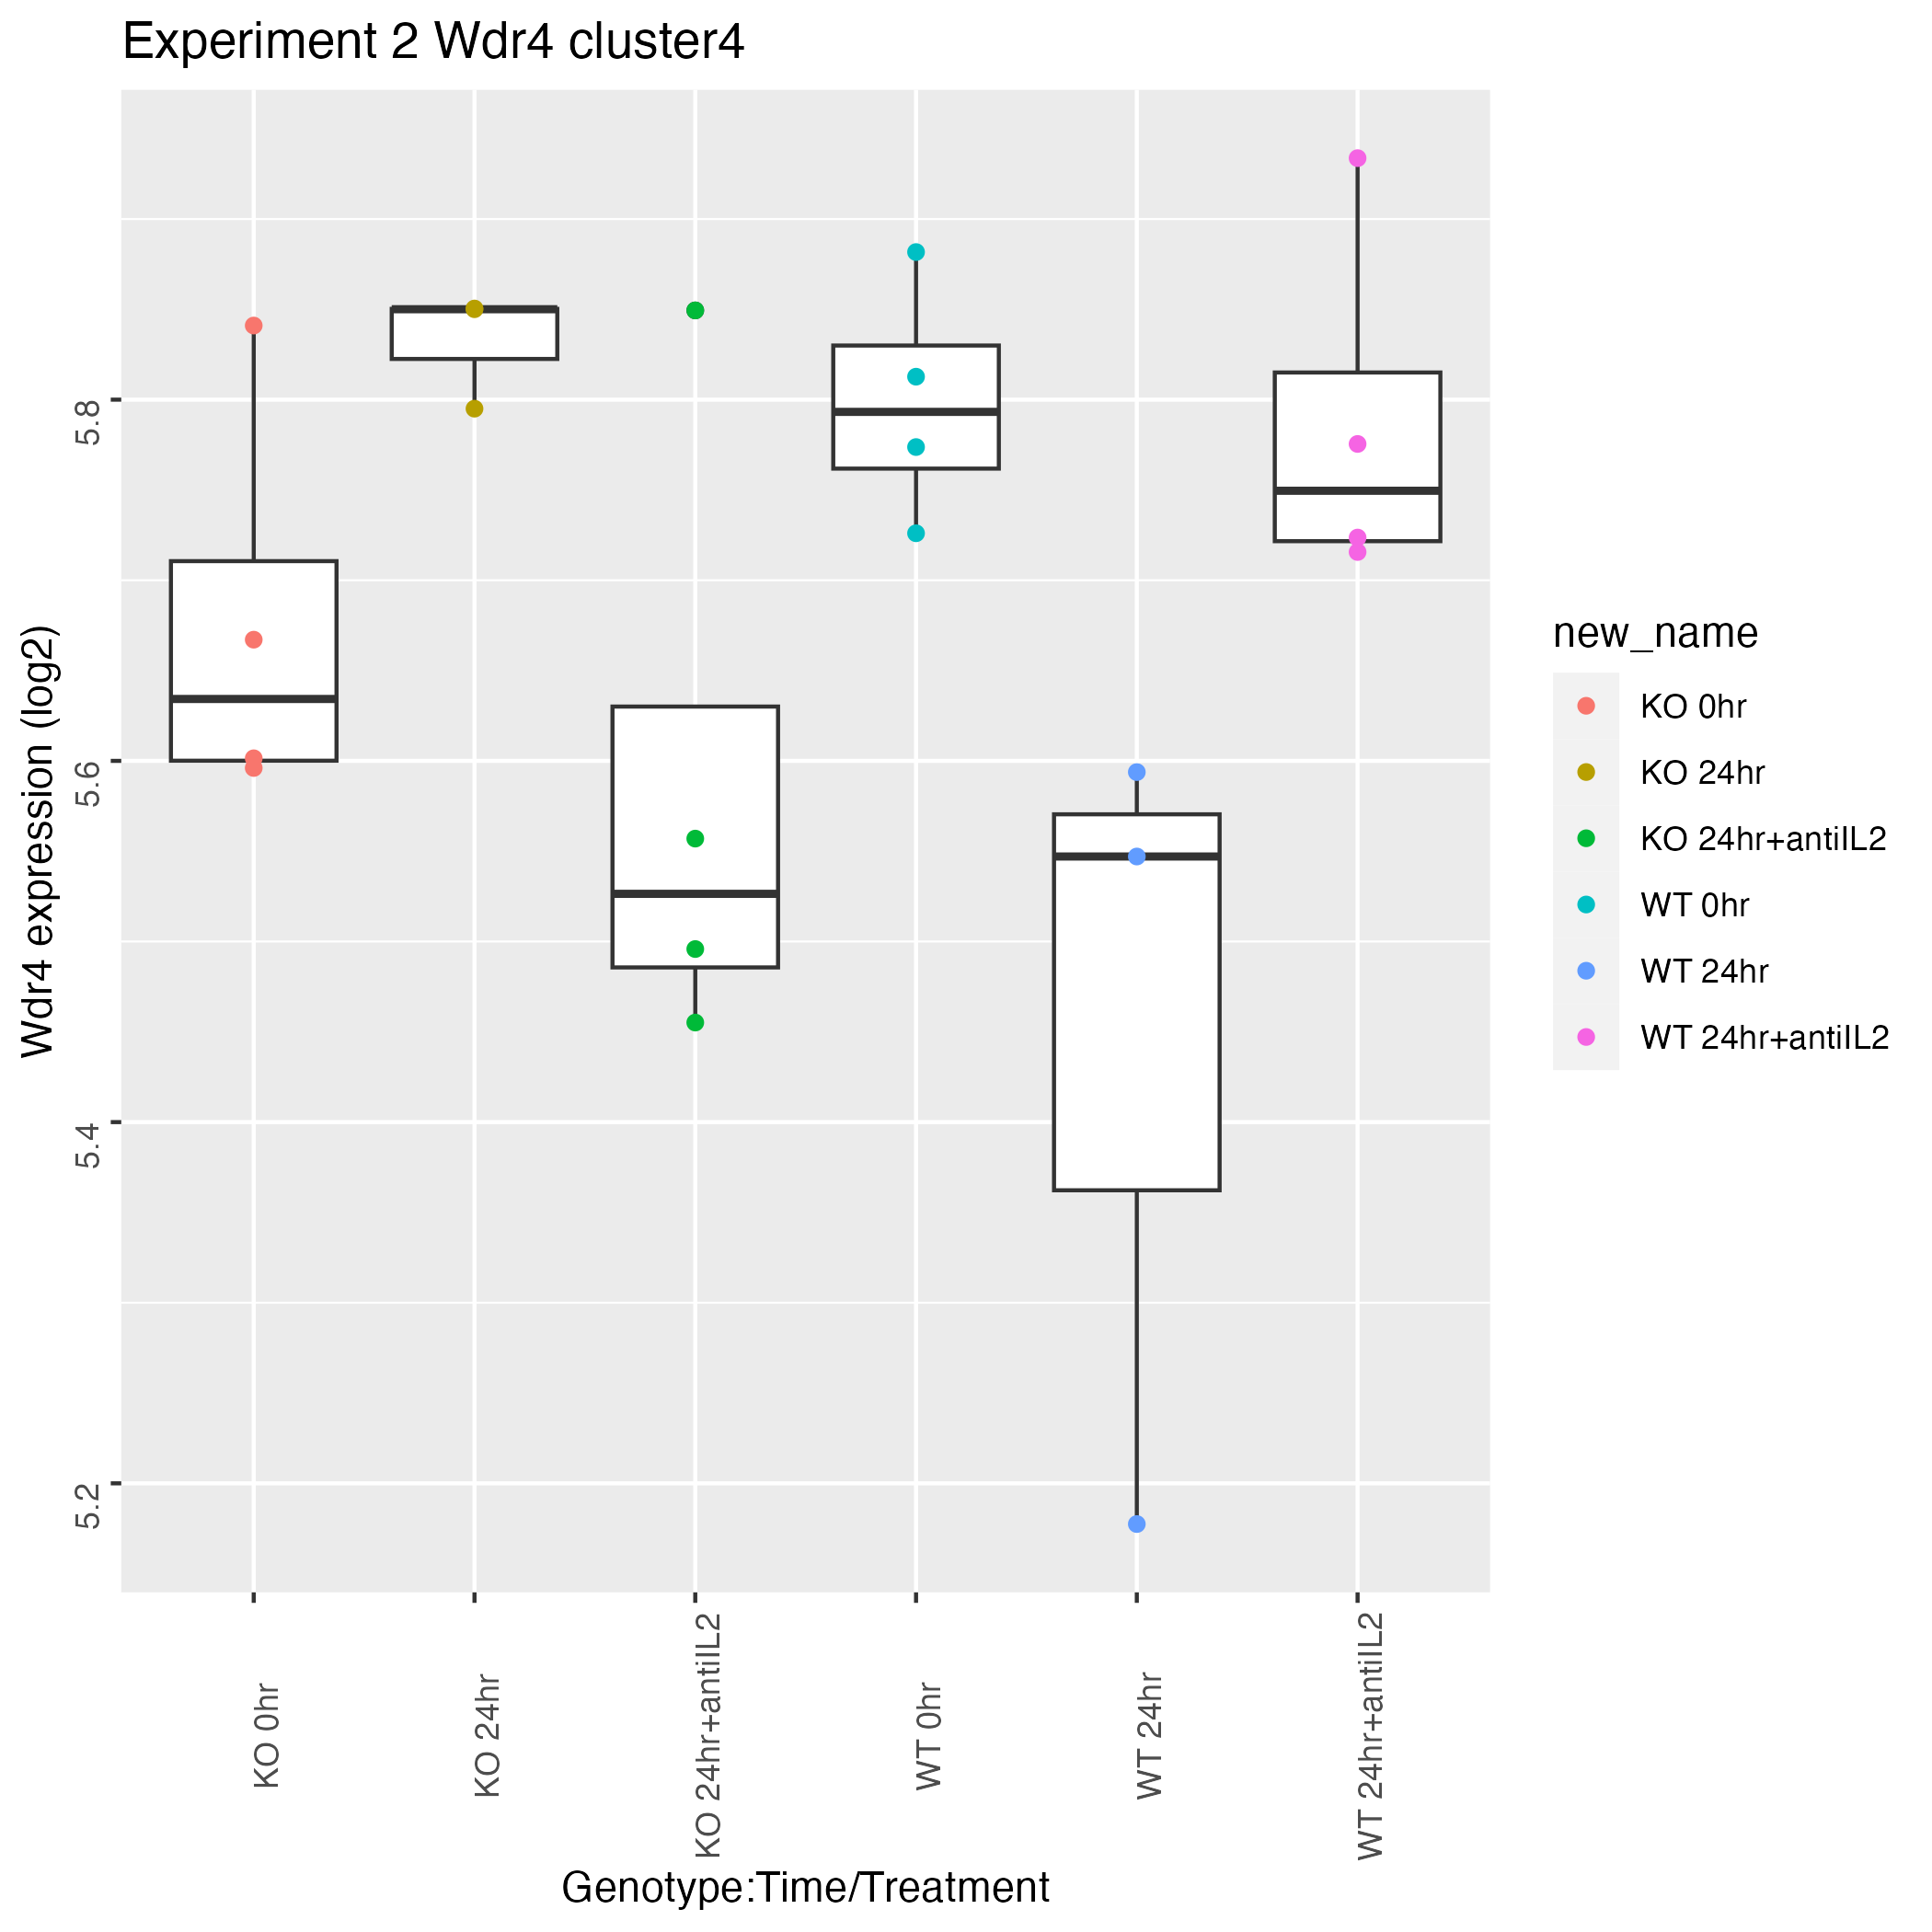 Experiment 2 Wdr4 cluster4
Wdr4 expression (log2)
5.8
5.6
5.4
5.2
KO 0hr
KO 24hr
KO 24hr+antiIL2
WT 0hr
WT 24hr
WT 24hr+antiIL2
Genotype:Time/Treatment
new_name
KO 0hr
KO 24hr
KO 24hr+antiIL2
WT 0hr
WT 24hr
WT 24hr+antiIL2